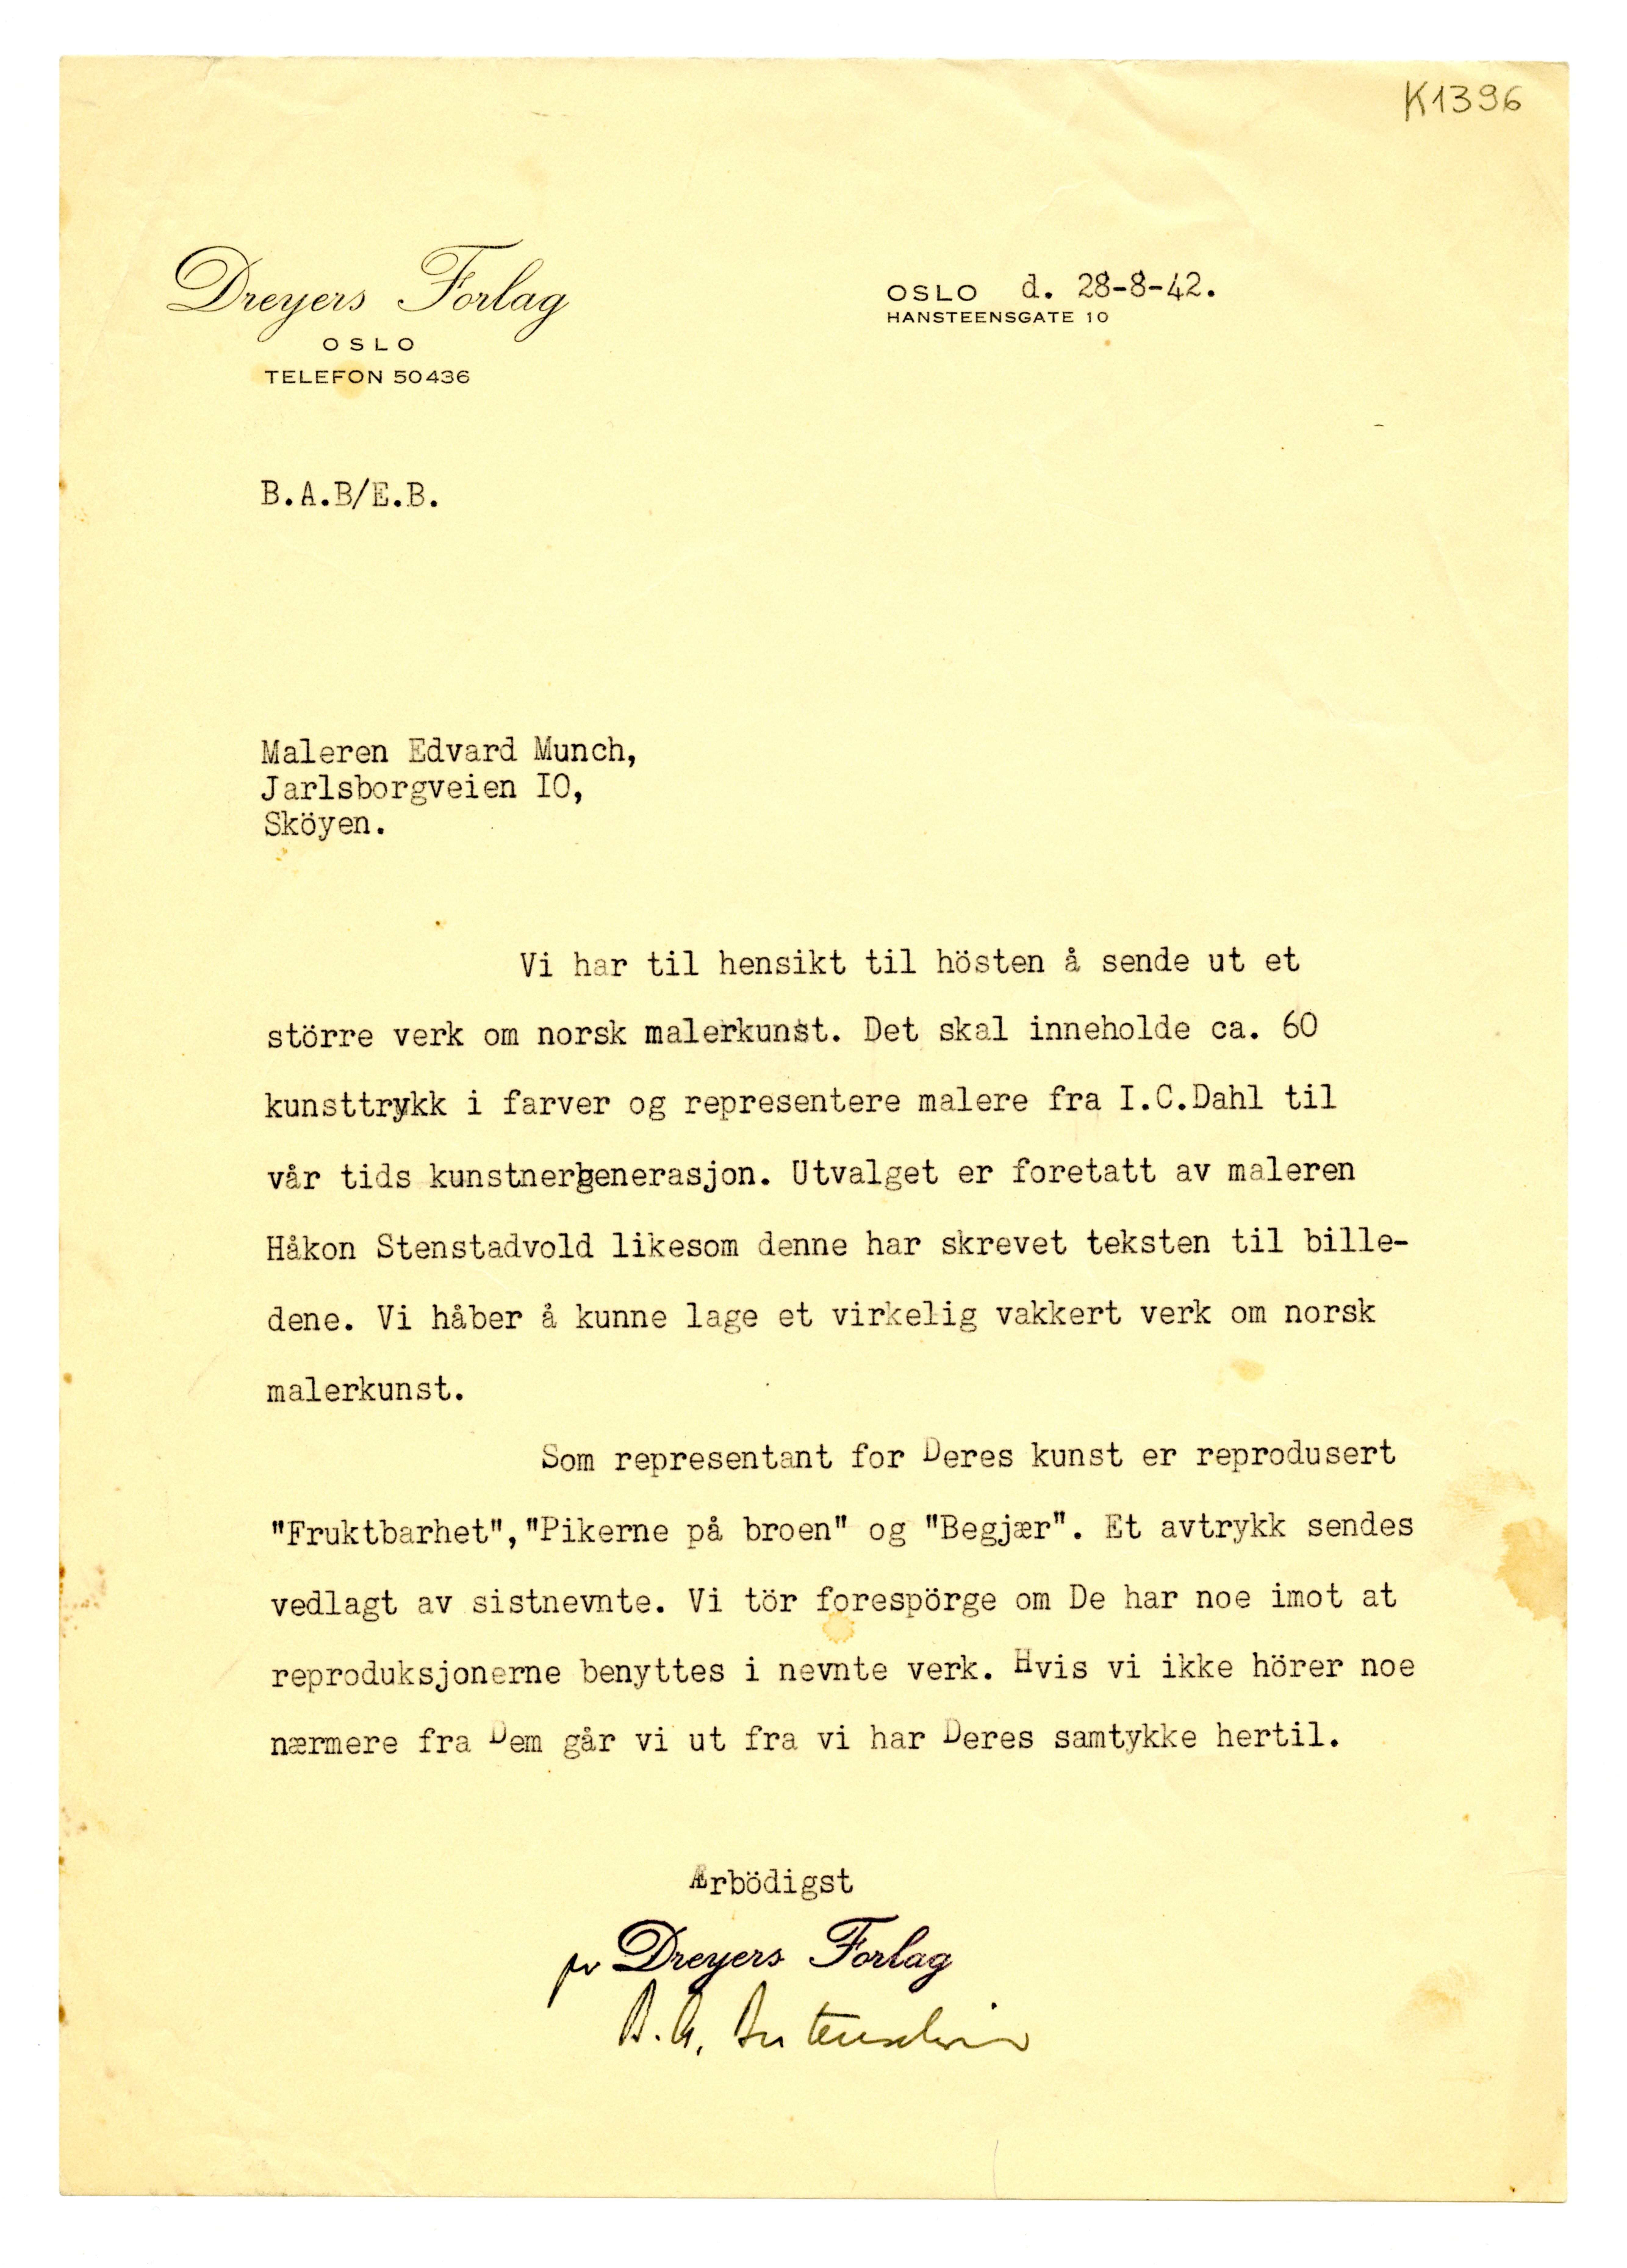 K1396
Dreyers Forlag
OSLO
TELEFON 50436
OSLO d. 28-8-42.
HANSTEENSGATE 10
B.A.B/E.B.
Maleren Edvard Munch,
Jarlsborgveien IO,
Sköyen.
Vi har til hensikt til hösten å sende ut et
större verk om norsk malerkunst. Det skal inneholde ca. 60
kunsttrykk i farver og representere malere fra I.C.Dahl til
vår tids kunstnergenerasjon. Utvalget er foretatt av maleren
Håkon Stenstadvold likesom denne har skrevet teksten til bille-
dene. Vi håber å kunne lage et virkelig vakkert verk om norsk
malerkunst.
Som representant for Deres kunst er reprodusert
"Fruktbarhet","Pikerne på broen" og "Begjær". Et avtrykk sendes
vedlagt av sistnevnte. Vi tör forespörge om De har noe imot at
reproduksjonerne benyttes i nevnte verk. Hvis vi ikke hörer noe
nærmere fra Dem går vi ut fra vi har Deres samtykke hertil.
Ærbödigst
pr Dreyers Forlag
B. A.